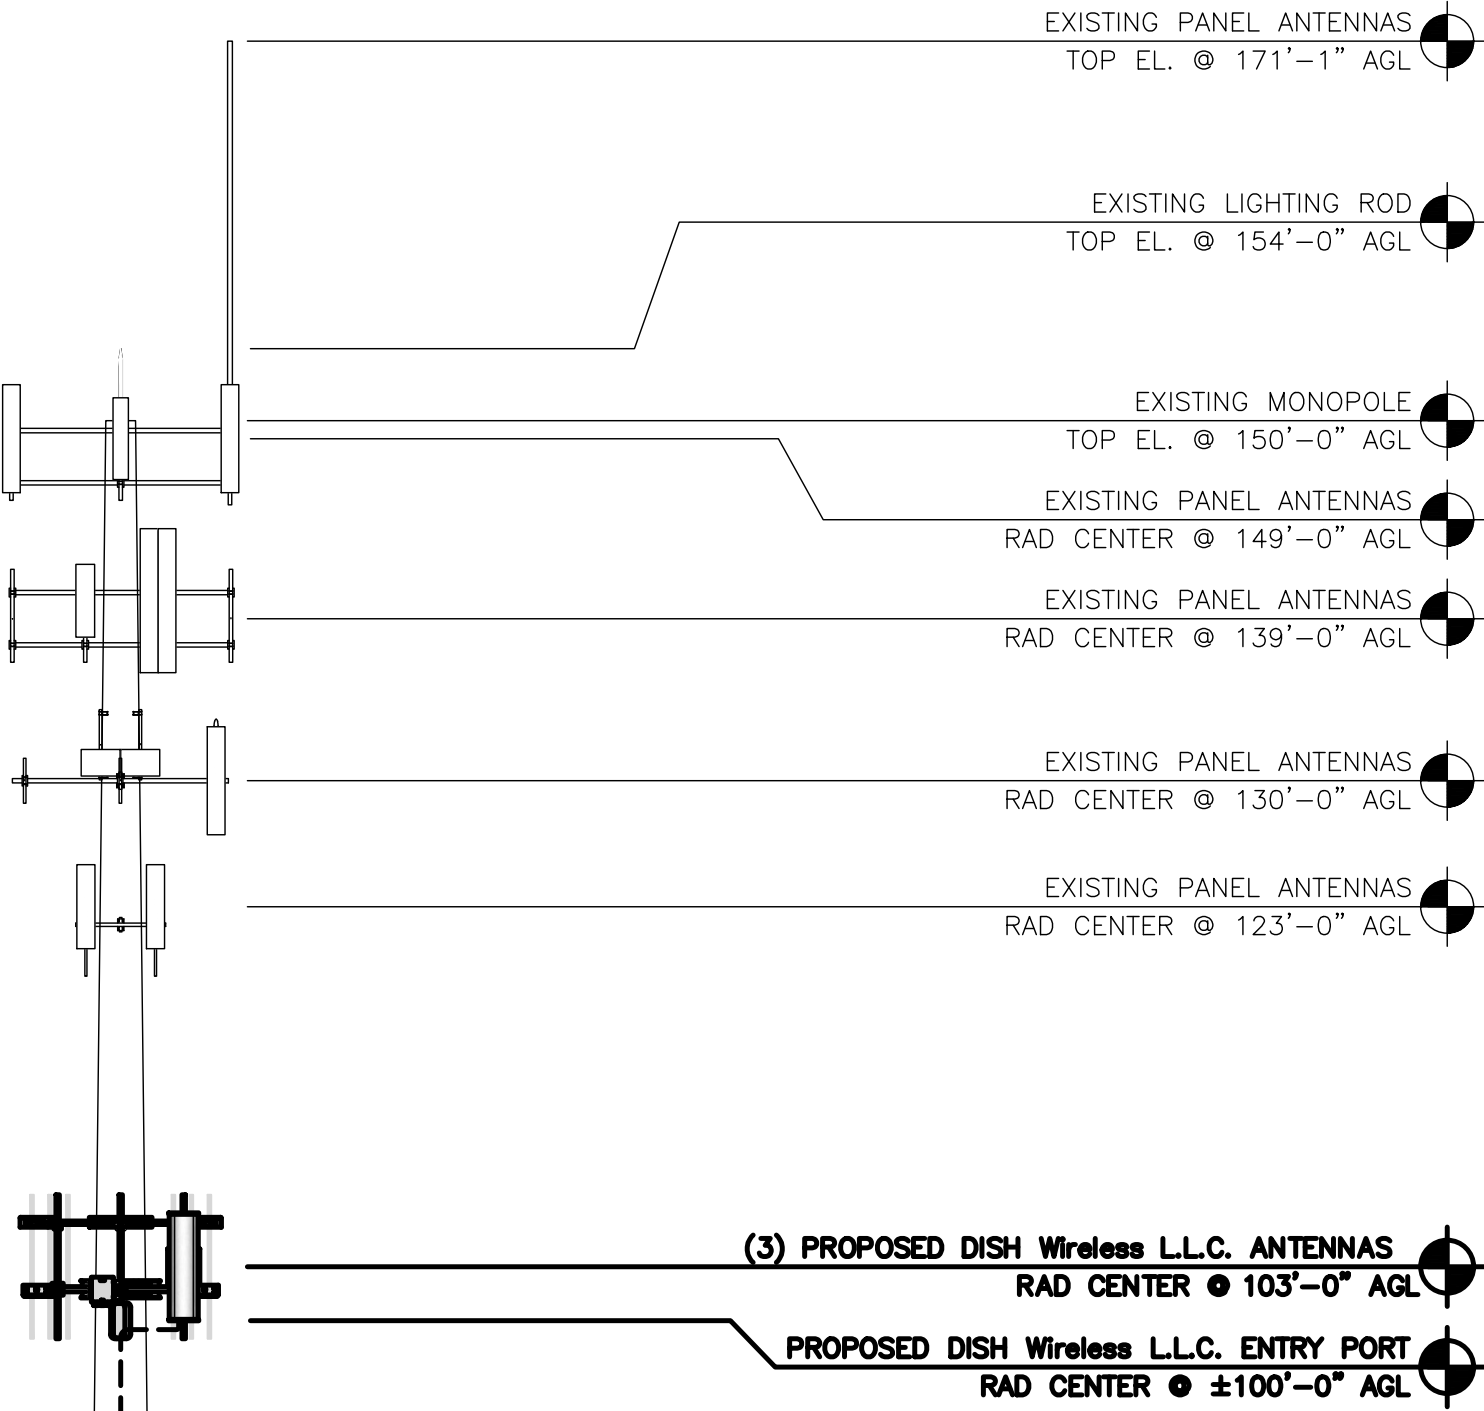 EXISTING PANEL ANTENNAS
TOP EL. @ 171'-1" AGL
EXISTING LIGHTING ROD
TOP EL. @ 154'-0" AGL
EXISTING MONOPOLE
TOP EL. @ 150'-0" AGL
EXISTING PANEL ANTENNAS
RAD CENTER @ 149'-0" AGL
EXISTING PANEL ANTENNAS
RAD CENTER @ 139'-0" AGL
EXISTING PANEL ANTENNAS
RAD CENTER @ 130'-0" AGL
EXISTING PANEL ANTENNAS
RAD CENTER @ 123'-0" AGL
(3) PROPOSED DISH Wireless L.L.C. ANTENNAS
RAD CENTER @ 103'-0" AGL
PROPOSED DISH Wireless L.L.C. ENTRY PORT
RAD CENTER @ ±100'-0" AGL